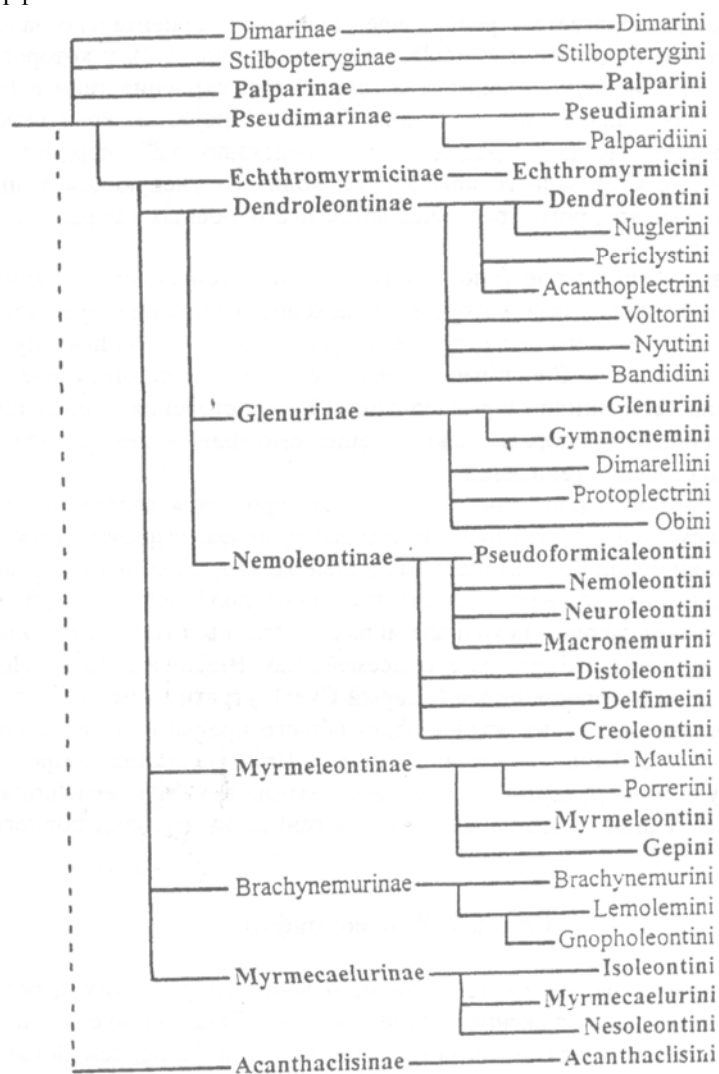 Dimarinae Dimarini
Stilbopteryginae Stilbopterygini
Palparinae Palparini
Pseudimarinae Pseudimarini
Palparidiini
Echthromyrmicinae Echthromyrmicini
Dendroleontinae Dendroleontini
Nuglerini
Periclystini
Acanthoplectrini
Voltorini
Nyutini
Bandidini
Glenurinae Glenurini
Gymnocnemini
Dimarellini
Protoplectrini
Obini
Nemoleontinae Pseudoformicaleontini
Nemoleontini
Neuroleontini
Macronemurini
Distoleontini
Delfimeini
Creoleontini
Myrmeleontinae Maulini
Porrerini
Myrmeleontini
Gepini
Brachynemurinae Brachynemurini
Lemolemini
Gnopholeontini
Myrmecaelurinae Isoleontini
Myrmecaelurini
Nesoleontini
Acanthaclisinae Acanthaclisini